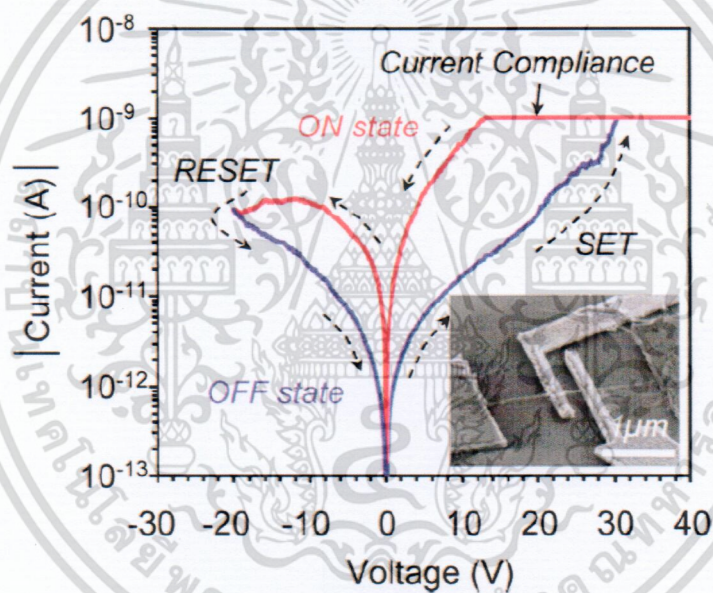 10⁻⁸
Current Compliance
10⁻⁹
ON state
RESET
10⁻¹⁰
SET
10⁻¹¹
10⁻¹²
OFF state
1μm
10⁻¹³
-30 -20 -10 0 10 20 30 40
Voltage (V)
|Current (A)|